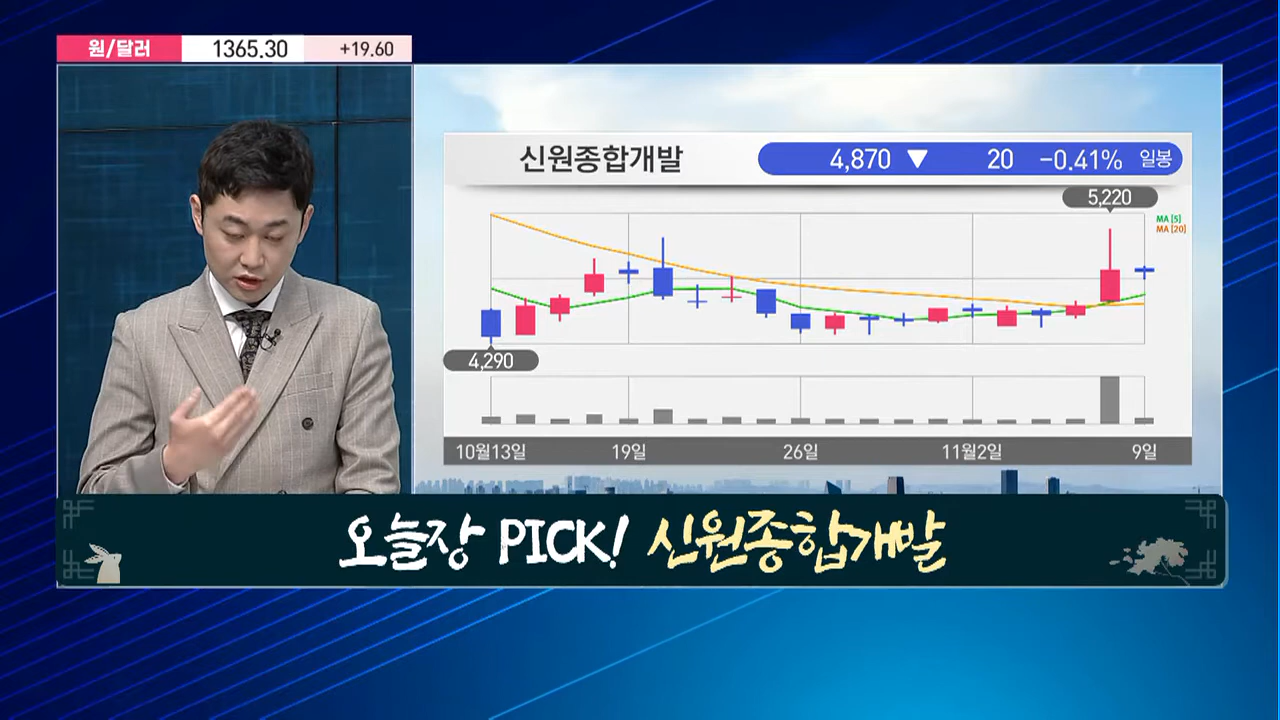 원/달러 1365.30 +19.60
신원종합개발 4,870 ▼ 20 -0.41% 일봉
5,220
MA [5]
MA [20]
4,290
10월13일 19일 26일 11월2일 9일
오늘장 PICK! 신원종합개발